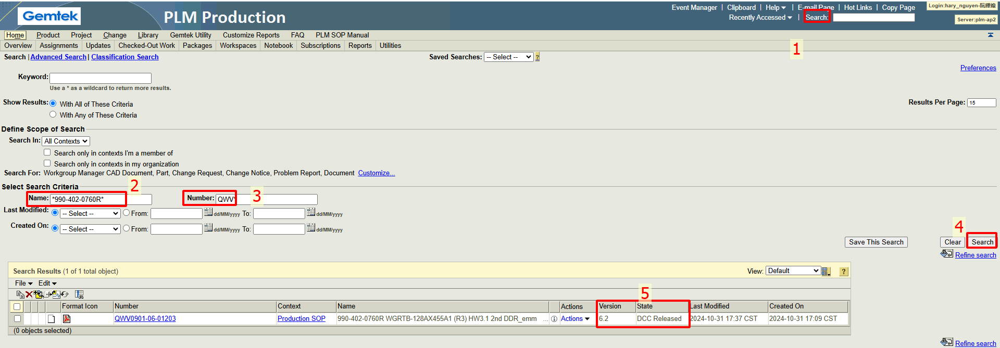 Gemtek
PLM Production
Event Manager | Clipboard | Help | E-mail Page | Hot Links | Copy Page
Login:hary_nguyen-阮輝煌
Recently Accessed | Search:
Server:plm-ap2
Home Product Project Change Library Gemtek Utility Customize Reports FAQ PLM SOP Manual
Overview Assignments Updates Checked-Out Work Packages Workspaces Notebook Subscriptions Reports Utilities
1
Search | Advanced Search | Classification Search
Saved Searches: -- Select -- ?
Preferences
Keyword:
Use a * as a wildcard to return more results.
Show Results: With All of These Criteria
Results Per Page: 15
With Any of These Criteria
Define Scope of Search
Search In: All Contexts
Search only in contexts I'm a member of
Search only in contexts in my organization
Search For: Workgroup Manager CAD Document, Part, Change Request, Change Notice, Problem Report, Document Customize...
Select Search Criteria
2
Name: *990-402-0760R*
Number: QWV*
3
Last Modified: -- Select -- From: dd/MM/yyyy To: dd/MM/yyyy
Created On: -- Select -- From: dd/MM/yyyy To: dd/MM/yyyy
4
Save This Search Clear Search
Refine search
Search Results (1 of 1 total object)
View: Default ?
File Edit
5
Format Icon Number Context Name Actions Version State Last Modified Created On
QWV0901-06-01203 Production SOP 990-402-0760R WGRTB-128AX455A1 (R3) HW3.1 2nd DDR_emm ... Actions 6.2 DCC Released 2024-10-31 17:37 CST 2024-10-31 17:09 CST
(0 objects selected)
Refine search